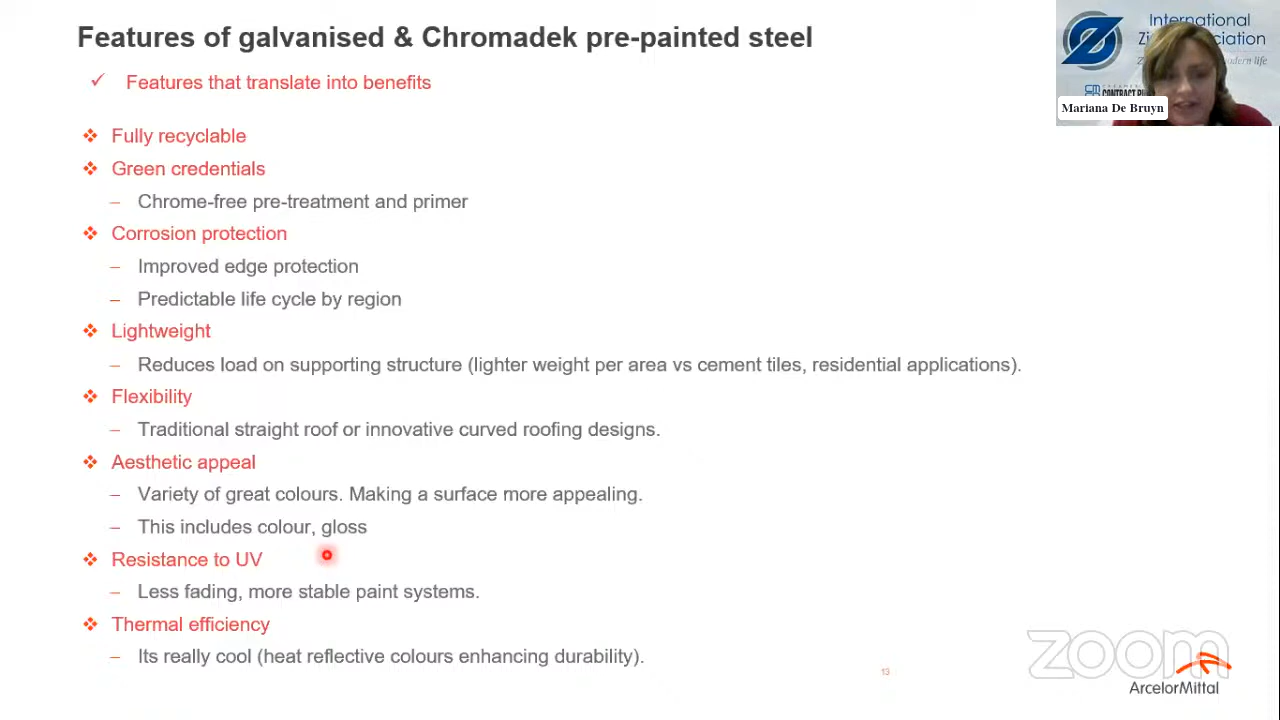 Features of galvanised & Chromadek pre-painted steel
Features that translate into benefits
Fully recyclable
Green credentials
– Chrome-free pre-treatment and primer
Corrosion protection
– Improved edge protection
– Predictable life cycle by region
Lightweight
– Reduces load on supporting structure (lighter weight per area vs cement tiles, residential applications).
Flexibility
– Traditional straight roof or innovative curved roofing designs.
Aesthetic appeal
– Variety of great colours. Making a surface more appealing.
– This includes colour, gloss
Resistance to UV
– Less fading, more stable paint systems.
Thermal efficiency
– Its really cool (heat reflective colours enhancing durability).
13
International
Mariana De Bruyn
zoom
ArcelorMittal